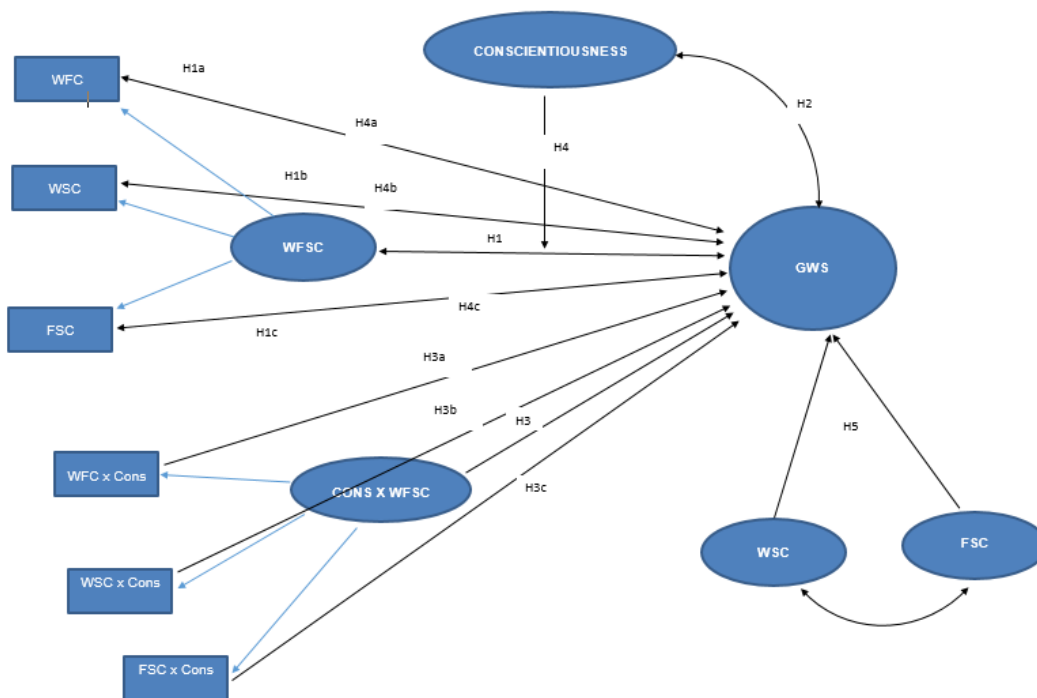 CONSCIENTIOUSNESS
WFC
H1a
H2
H4a
H4
WSC
H1b
H4b
WFSC
H1
GWS
FSC
H4c
H1c
H3a
H3b
H3
H5
WFC x Cons
CONS X WFSC
H3c
WSC
FSC
WSC x Cons
FSC x Cons